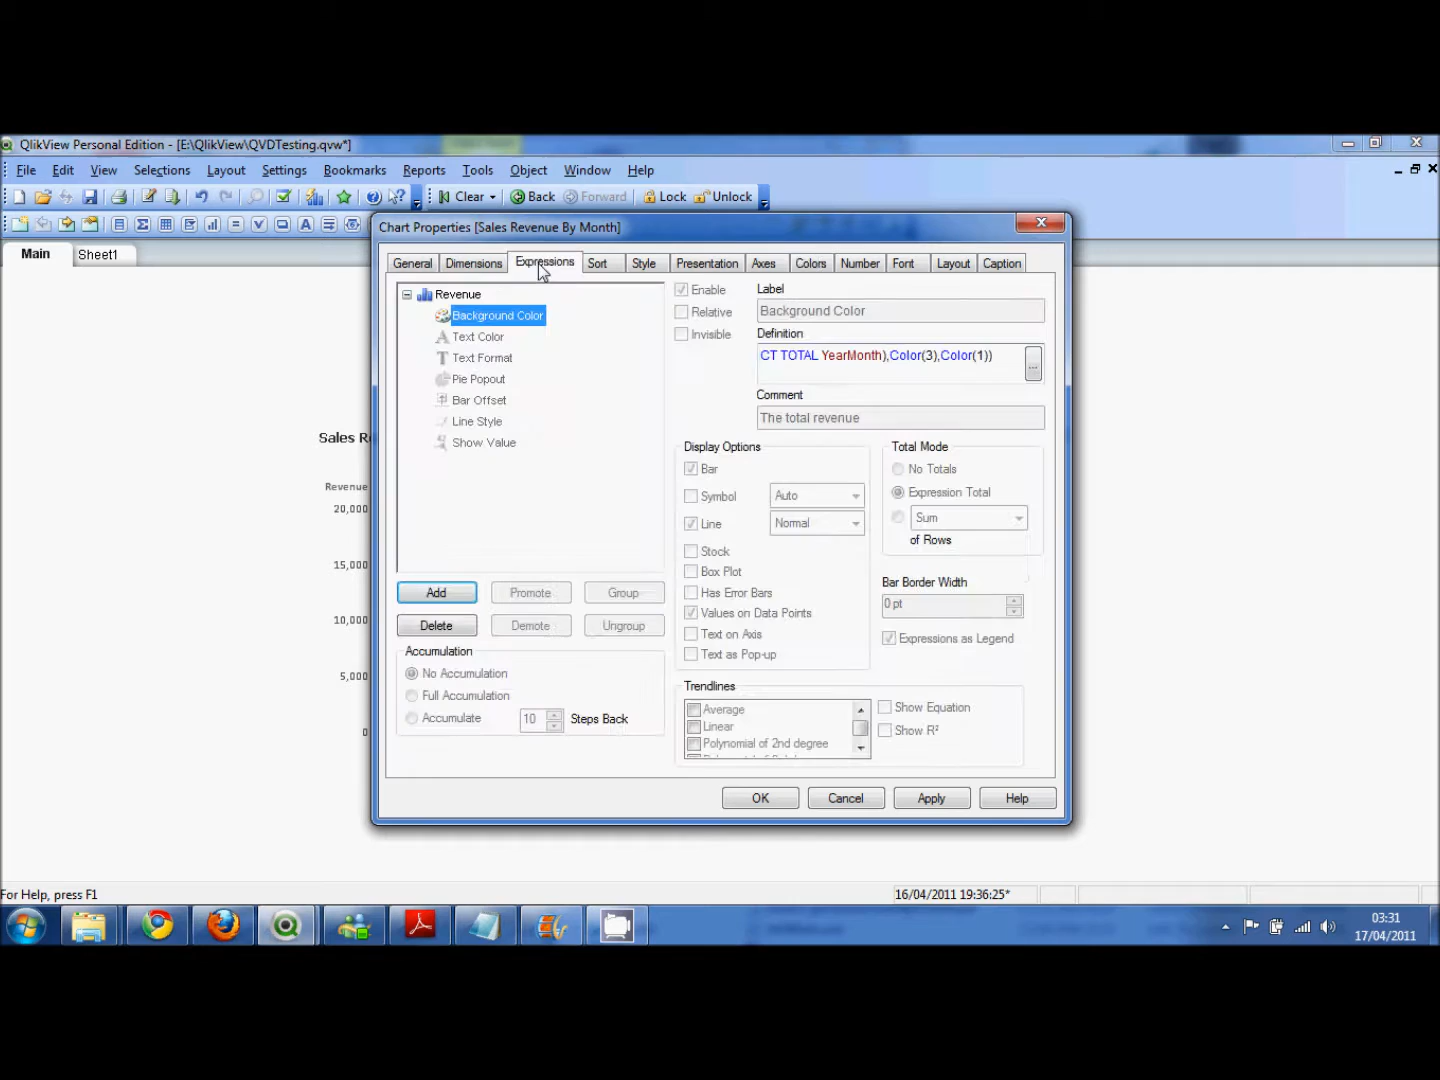 QlikView Personal Edition - [E:\QlikView\QVDTesting.qvw*]
File Edit View Selections Layout Settings Bookmarks Reports Tools Object Window Help
Clear Back Forward Lock Unlock
Main Sheet1
Chart Properties [Sales Revenue By Month]
General Dimensions Expressions Sort Style Presentation Axes Colors Number Font Layout Caption
Revenue
Background Color
Text Color
Text Format
Pie Popout
Bar Offset
Line Style
Show Value
Enable
Relative
Invisible
Label
Background Color
Definition
CT TOTAL YearMonth),Color(3),Color(1))
...
Comment
The total revenue
Sales R
Revenue
20,000
15,000
10,000
5,000
0
Display Options
Bar
Symbol Auto
Line Normal
Stock
Box Plot
Has Error Bars
Values on Data Points
Text on Axis
Text as Pop-up
Total Mode
No Totals
Expression Total
Sum
of Rows
Bar Border Width
0 pt
Expressions as Legend
Add Promote Group
Delete Demote Ungroup
Accumulation
No Accumulation
Full Accumulation
Accumulate 10 Steps Back
Trendlines
Average
Linear
Polynomial of 2nd degree
Show Equation
Show R²
OK Cancel Apply Help
For Help, press F1
16/04/2011 19:36:25*
03:31
17/04/2011